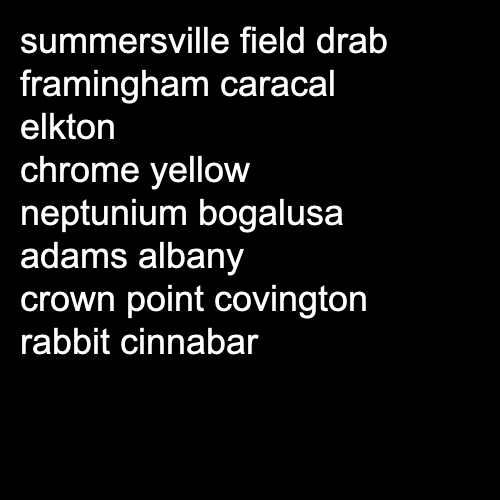 summersville field drab
framingham caracal
elkton
chrome yellow
neptunium bogalusa
adams albany
crown point covington
rabbit cinnabar